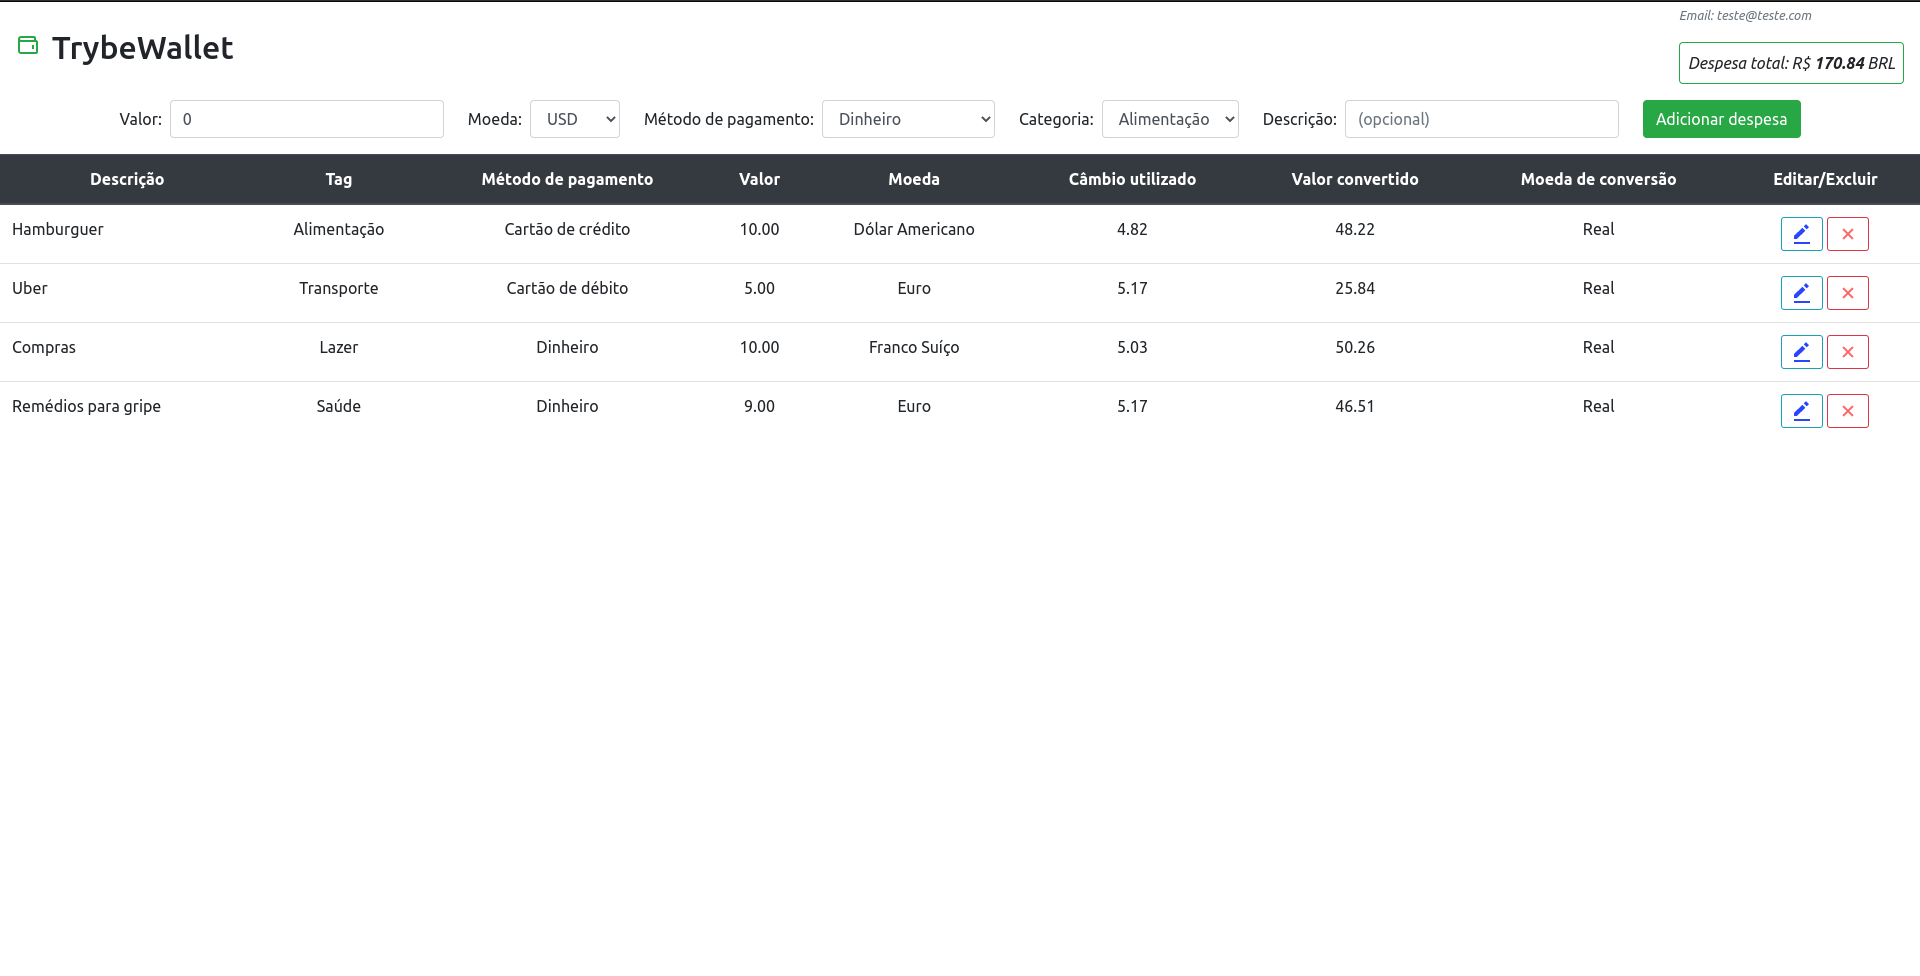 Email: teste@teste.com
TrybeWallet
Despesa total: R$ 170.84 BRL
Valor: 0 Moeda: USD Método de pagamento: Dinheiro Categoria: Alimentação Descrição: (opcional) Adicionar despesa
Descrição Tag Método de pagamento Valor Moeda Câmbio utilizado Valor convertido Moeda de conversão Editar/Excluir
Hamburguer Alimentação Cartão de crédito 10.00 Dólar Americano 4.82 48.22 Real
Uber Transporte Cartão de débito 5.00 Euro 5.17 25.84 Real
Compras Lazer Dinheiro 10.00 Franco Suíço 5.03 50.26 Real
Remédios para gripe Saúde Dinheiro 9.00 Euro 5.17 46.51 Real